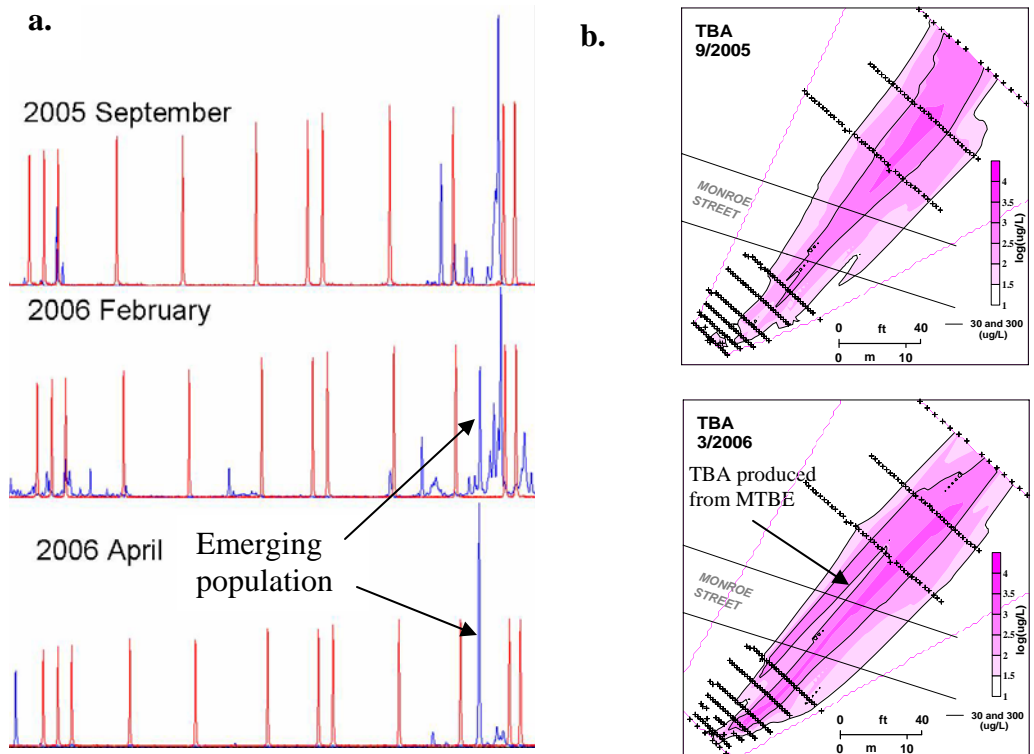 a.
2005 September
2006 February
2006 April
Emerging
population
b.
TBA
9/2005
MONROE
STREET
4
3.5
3
2.5
2
1.5
1
log(ug/L)
0 ft 40
0 m 10
30 and 300
(ug/L)
TBA
3/2006
TBA produced
from MTBE
MONROE
STREET
4
3.5
3
2.5
2
1.5
1
log(ug/L)
0 ft 40
0 m 10
30 and 300
(ug/L)